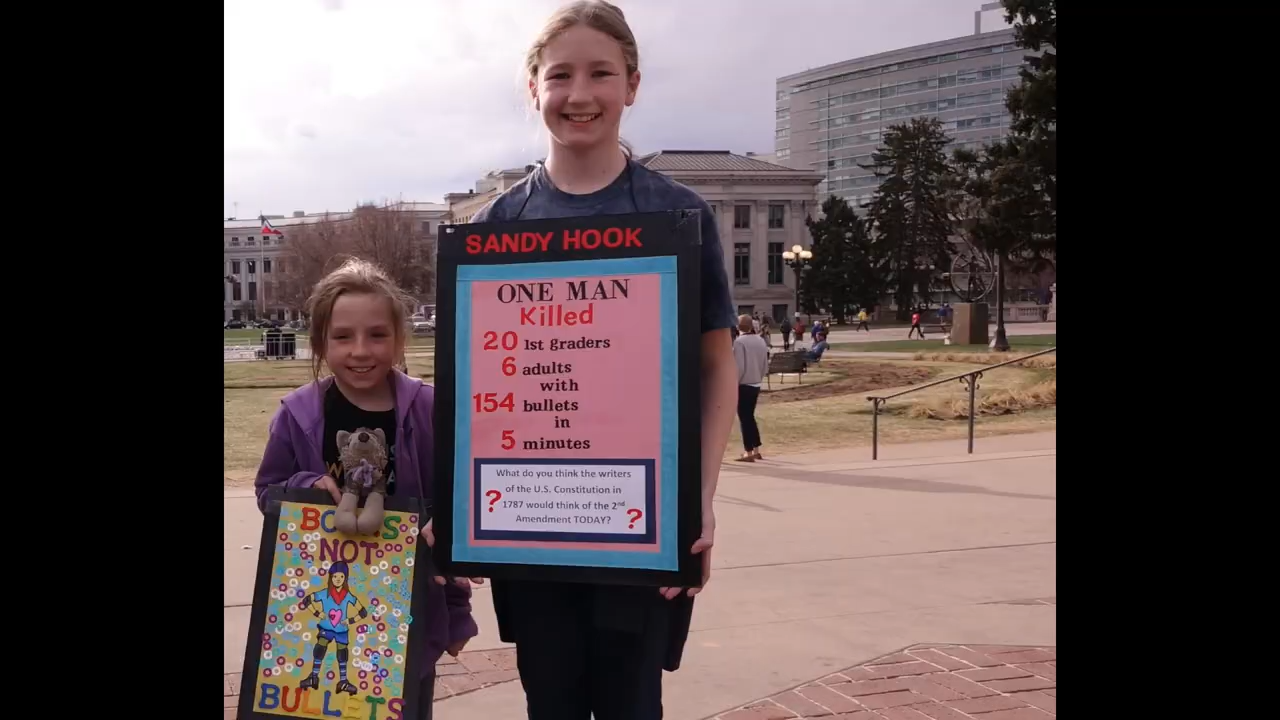 SANDY HOOK
ONE MAN
Killed
20 1st graders
6 adults
with
154 bullets
in
5 minutes
What do you think the writers
of the U.S. Constitution in
? 1787 would think of the 2nd
Amendment TODAY? ?
NOT
BULLETS